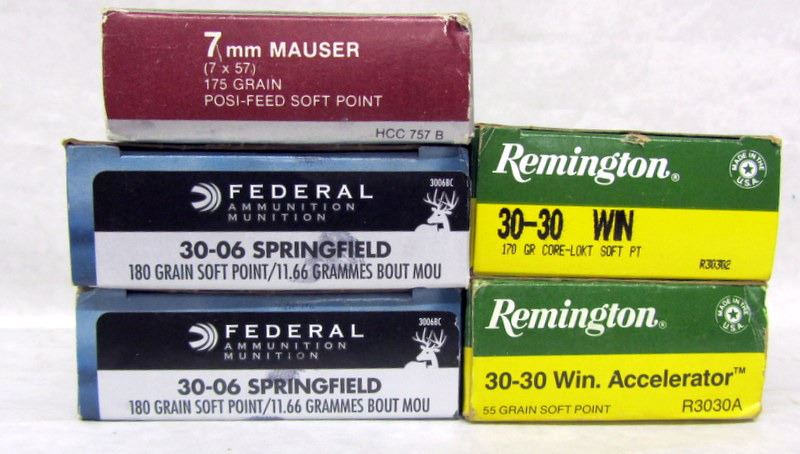 7mm MAUSER
(7 x 57)
175 GRAIN
POSI-FEED SOFT POINT
HCC 757 B
FEDERAL
AMMUNITION
MUNITION
3006BC
30-06 SPRINGFIELD
180 GRAIN SOFT POINT/11.66 GRAMMES BOUT MOU
FEDERAL
AMMUNITION
MUNITION
3006BC
30-06 SPRINGFIELD
180 GRAIN SOFT POINT/11.66 GRAMMES BOUT MOU
Remington®
MADE IN THE U.S.A.
30-30 WIN
170 GR CORE-LOKT SOFT PT
R30302
Remington®
MADE IN THE U.S.A.
30-30 Win. Accelerator™
55 GRAIN SOFT POINT
R3030A